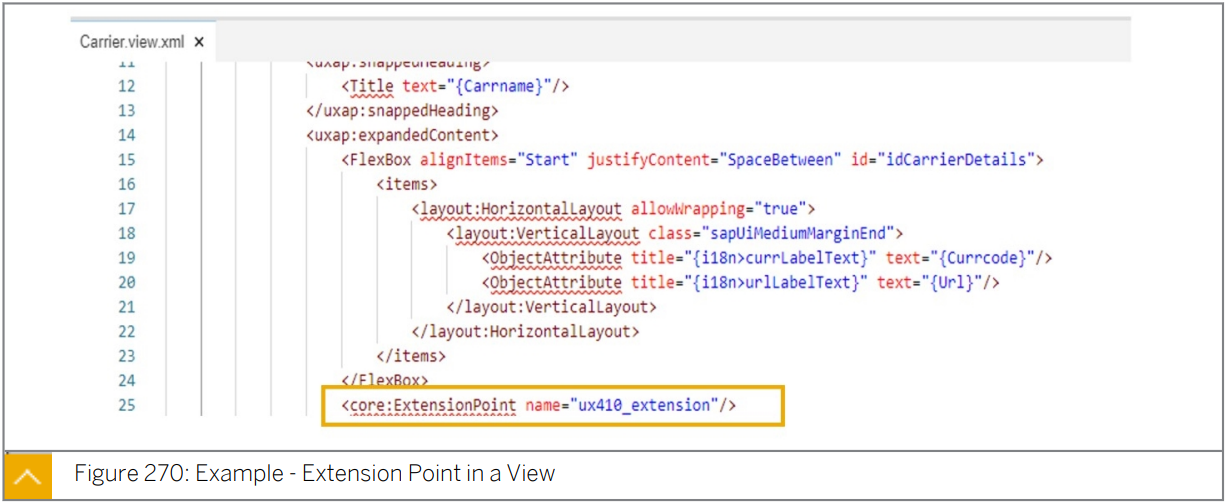 Carrier.view.xml x
11 <uxap:snappedHeading>
12 <Title text="{Carrname}"/>
13 </uxap:snappedHeading>
14 <uxap:expandedContent>
15 <FlexBox alignItems="Start" justifyContent="SpaceBetween" id="idCarrierDetails">
16 <items>
17 <layout:HorizontalLayout allowWrapping="true">
18 <layout:VerticalLayout class="sapUiMediumMarginEnd">
19 <ObjectAttribute title="{i18n>currLabelText}" text="{Currcode}"/>
20 <ObjectAttribute title="{i18n>urlLabelText}" text="{Url}"/>
21 </layout:VerticalLayout>
22 </layout:HorizontalLayout>
23 </items>
24 </FlexBox>
25 <core:ExtensionPoint name="ux410_extension"/>
Figure 270: Example - Extension Point in a View